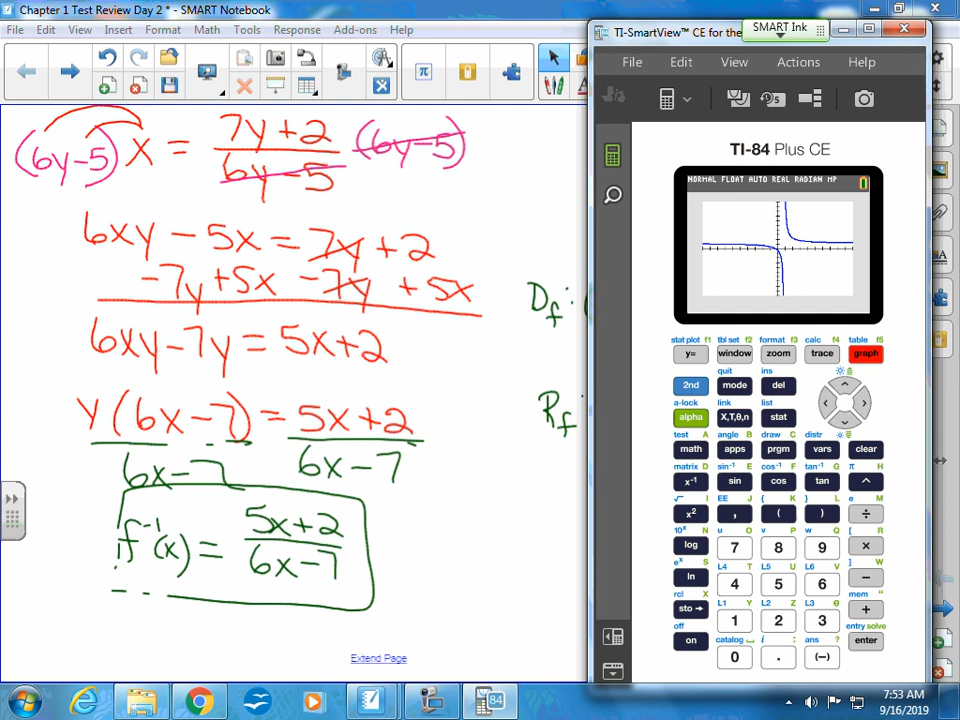 Chapter 1 Test Review Day 2 * - SMART Notebook
File Edit View Insert Format Math Tools Response Add-ons Help
(6y-5) x = 7y+2 (6y-5)
6y-5
6xy - 5x = 7y + 2
-7y +5x -7y +5x
6xy-7y = 5x+2
y(6x-7) = 5x+2
6x-7 6x-7
f⁻¹(x) = 5x+2
6x-7
Extend Page
Df: (
Rf:
TI-SmartView™ CE for the
SMART Ink
File Edit View Actions Help
TI-84 Plus CE
NORMAL FLOAT AUTO REAL RADIAN MP
stat plot f1 tbl set f2 format f3 calc f4 table f5
y= window zoom trace graph
quit ins
2nd mode del
a-lock link list
alpha X,T,θ,n stat
test A angle B draw C distr
math apps prgm vars clear
matrix D sin⁻¹ E cos⁻¹ F tan⁻¹ G π H
x⁻¹ sin cos tan ^
√ I EE J { K } L e M
x² , ( ) ÷
10ˣ N u O v P w Q [ R
log 7 8 9 ×
eˣ S L4 T L5 U L6 V ] W
ln 4 5 6 −
rcl X L1 Y L2 Z L3 θ mem "
sto→ 1 2 3 +
off catalog i : ans ? entry solve
on 0 . (−) enter
84
7:53 AM
9/16/2019